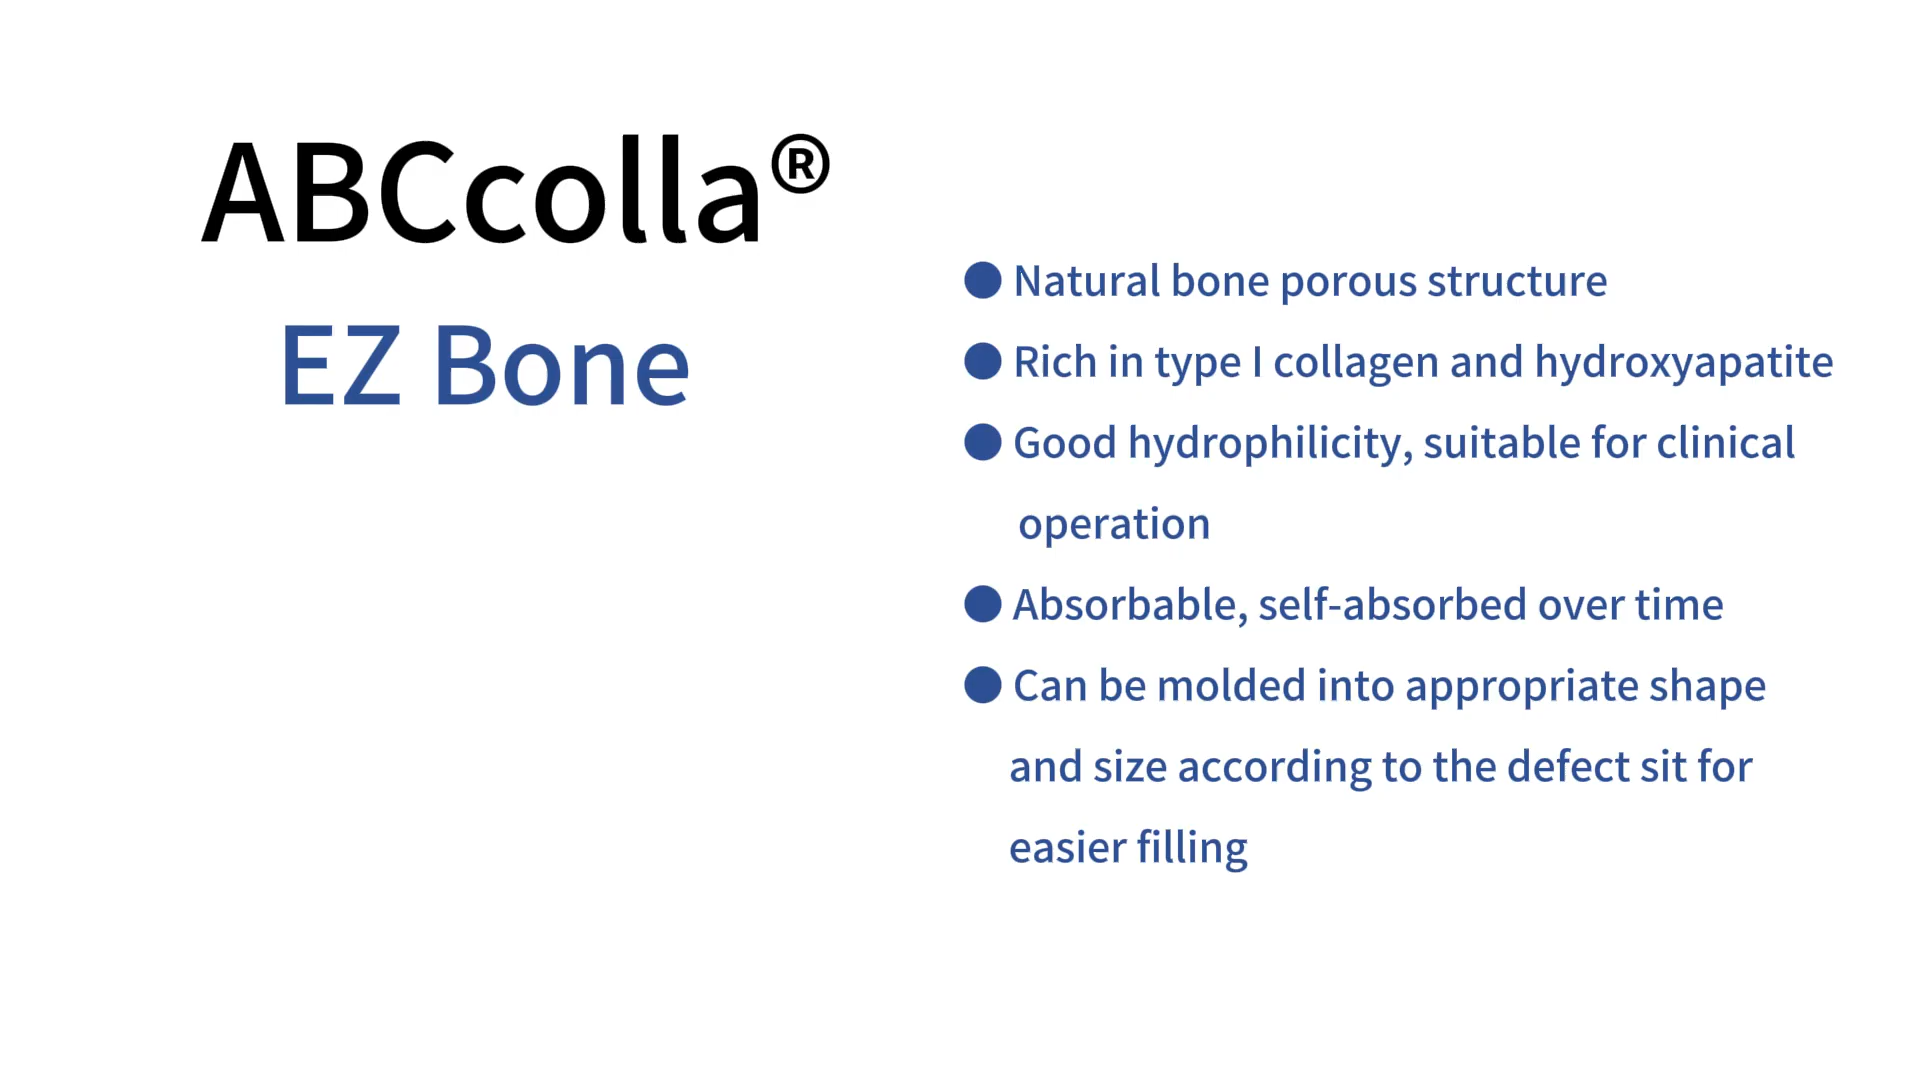 ABCcolla®
EZ Bone
● Natural bone porous structure
● Rich in type I collagen and hydroxyapatite
● Good hydrophilicity, suitable for clinical
operation
● Absorbable, self-absorbed over time
● Can be molded into appropriate shape
and size according to the defect sit for
easier filling